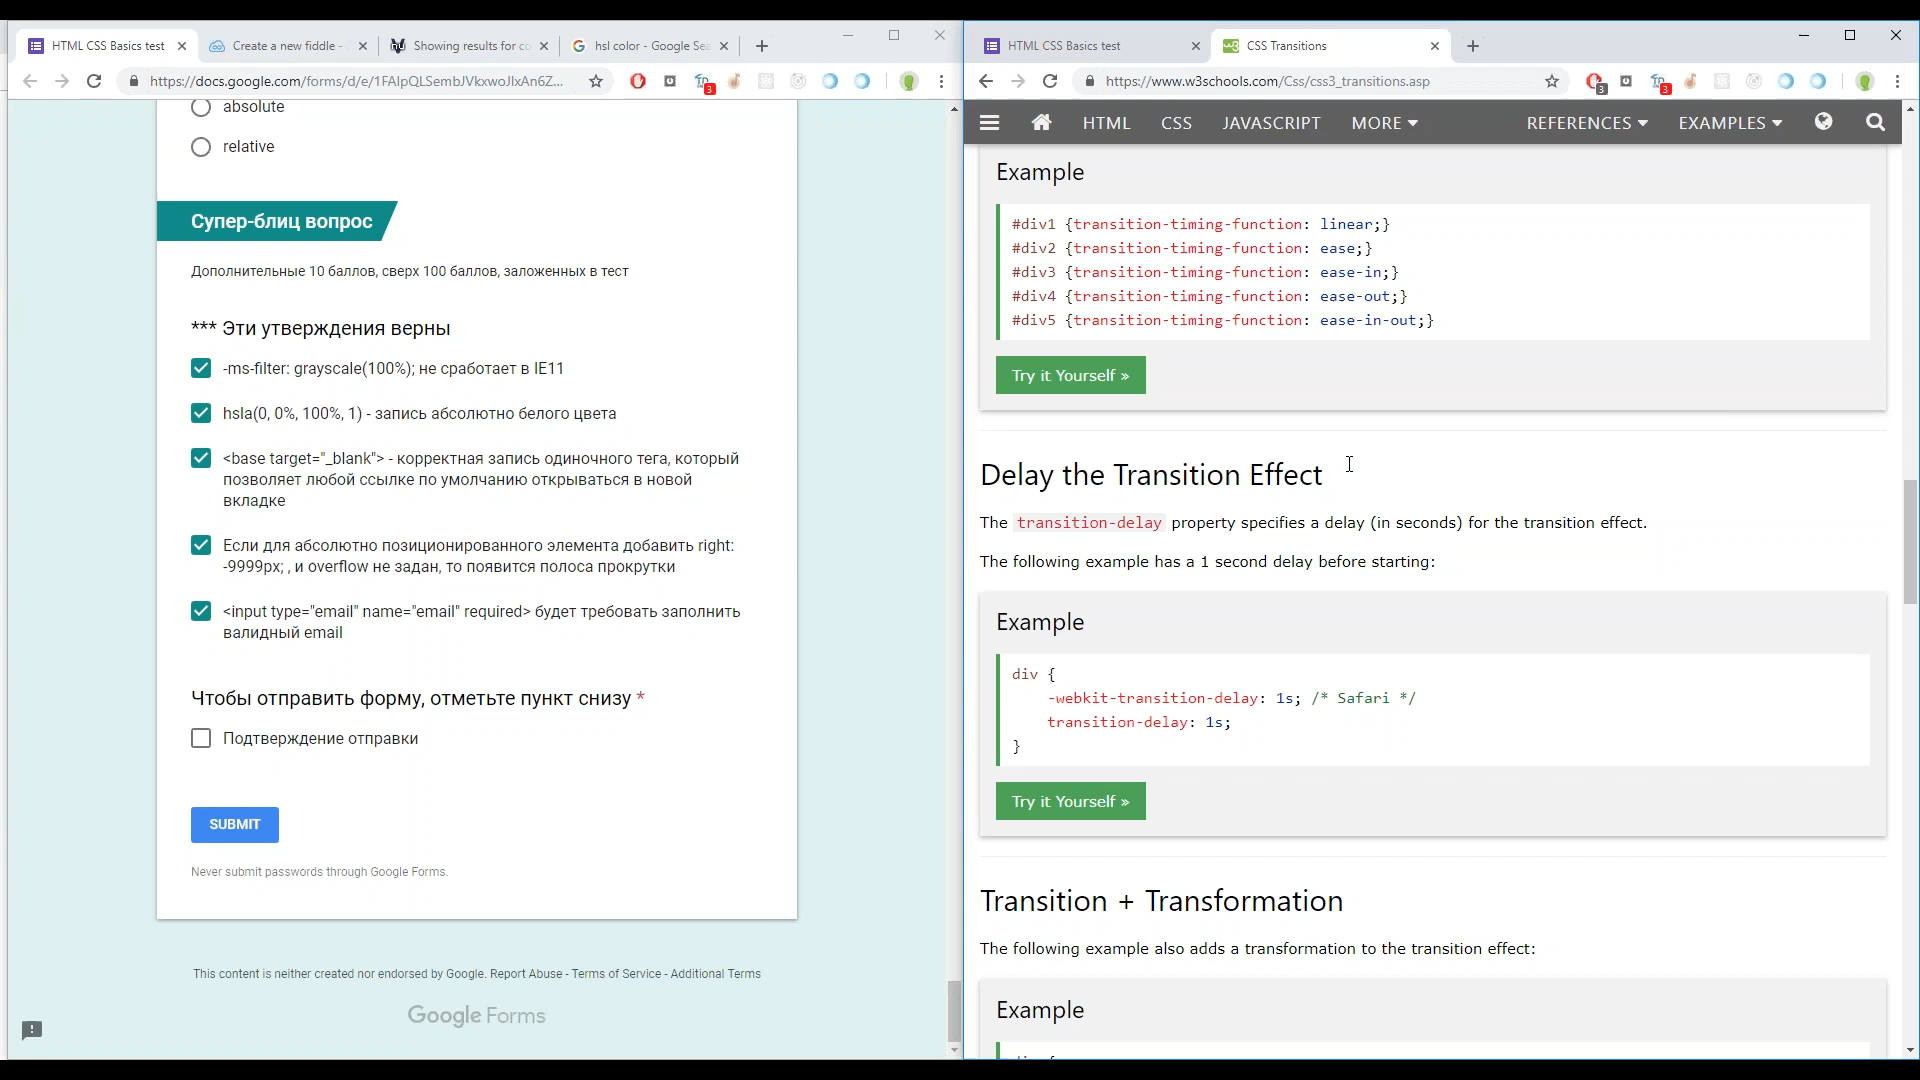 HTML CSS Basics test
Create a new fiddle -
Showing results for co
hsl color - Google Sea
https://docs.google.com/forms/d/e/1FAIpQLSembJVkxwoJlxAn6Z...
3
absolute
relative
Супер-блиц вопрос
Дополнительные 10 баллов, сверх 100 баллов, заложенных в тест
*** Эти утверждения верны
-ms-filter: grayscale(100%); не сработает в IE11
hsla(0, 0%, 100%, 1) - запись абсолютно белого цвета
<base target="_blank"> - корректная запись одиночного тега, который
позволяет любой ссылке по умолчанию открываться в новой
вкладке
Если для абсолютно позиционированного элемента добавить right:
-9999px; , и overflow не задан, то появится полоса прокрутки
<input type="email" name="email" required> будет требовать заполнить
валидный email
Чтобы отправить форму, отметьте пункт снизу *
Подтверждение отправки
SUBMIT
Never submit passwords through Google Forms.
This content is neither created nor endorsed by Google. Report Abuse - Terms of Service - Additional Terms
Google Forms
HTML CSS Basics test
CSS Transitions
https://www.w3schools.com/Css/css3_transitions.asp
3
3
HTML
CSS
JAVASCRIPT
MORE
REFERENCES
EXAMPLES
Example
#div1 {transition-timing-function: linear;}
#div2 {transition-timing-function: ease;}
#div3 {transition-timing-function: ease-in;}
#div4 {transition-timing-function: ease-out;}
#div5 {transition-timing-function: ease-in-out;}
Try it Yourself »
Delay the Transition Effect
The transition-delay property specifies a delay (in seconds) for the transition effect.
The following example has a 1 second delay before starting:
Example
div {
-webkit-transition-delay: 1s; /* Safari */
transition-delay: 1s;
}
Try it Yourself »
Transition + Transformation
The following example also adds a transformation to the transition effect:
Example